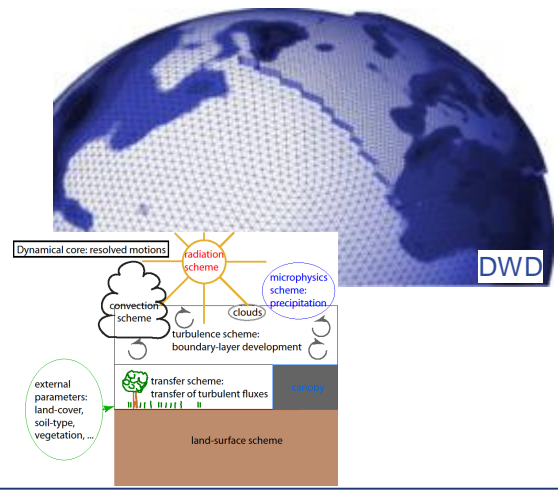 DWD
Dynamical core: resolved motions
radiation
scheme
microphysics
scheme:
precipitation
convection
scheme
clouds
turbulence scheme:
boundary-layer development
external
parameters:
land-cover,
soil-type,
vegetation, ...
transfer scheme:
transfer of turbulent fluxes
canopy
land-surface scheme